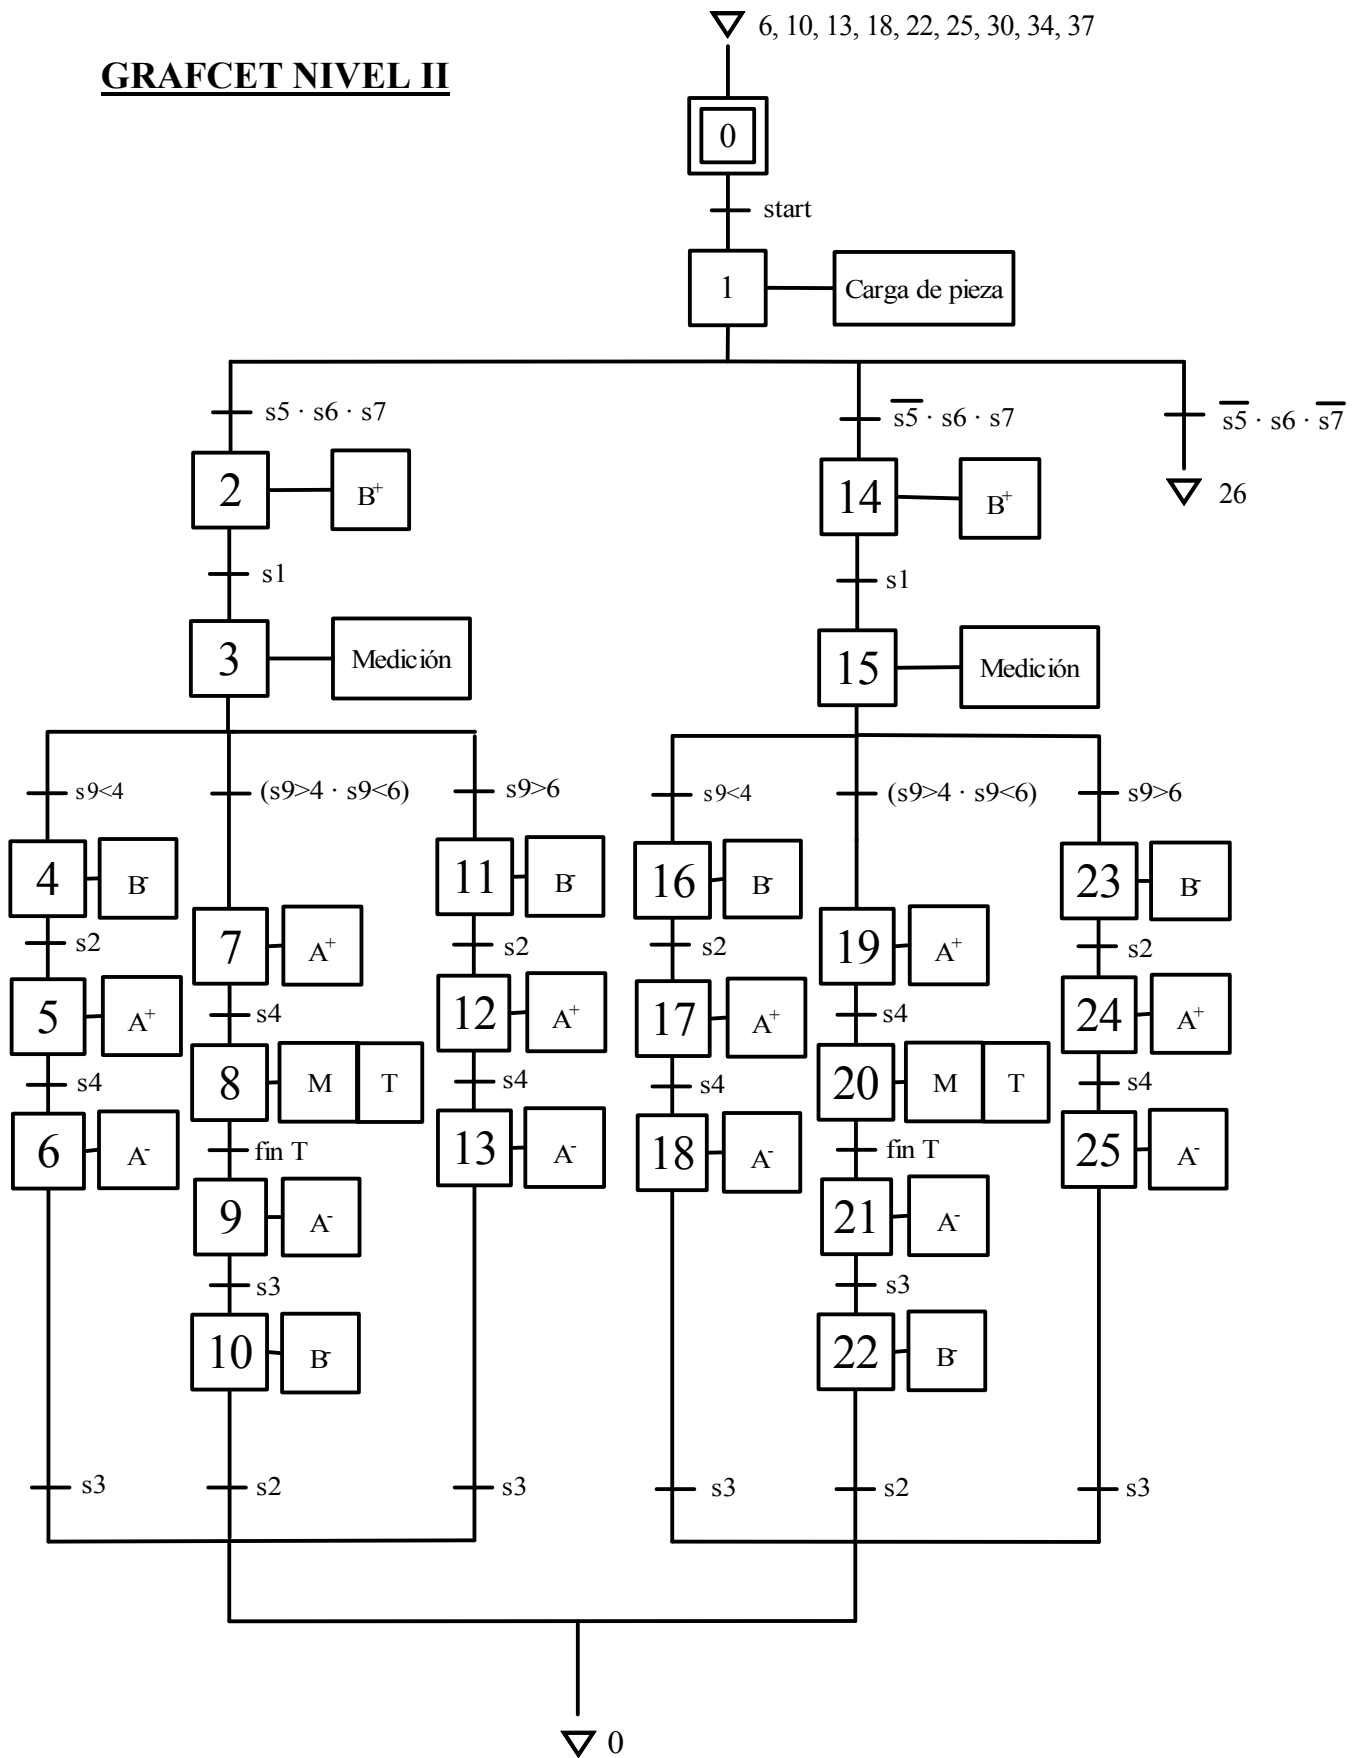 6, 10, 13, 18, 22, 25, 30, 34, 37
GRAFCET NIVEL II
0
start
1 Carga de pieza
s5 · s6 · s7 s̅5̅ · s6 · s7 s̅5̅ · s6 · s̅7̅
2 B⁺ 14 B⁺ 26
s1 s1
3 Medición 15 Medición
s9<4 (s9>4 · s9<6) s9>6 s9<4 (s9>4 · s9<6) s9>6
4 B⁻ 11 B⁻ 16 B⁻ 23 B⁻
7 A⁺ 19 A⁺
s2 s2 s2 s2
5 A⁺ 12 A⁺ 17 A⁺ 24 A⁺
s4 s4
8 M T 20 M T
s4 s4 s4 s4
6 A⁻ 13 A⁻ 18 A⁻ 25 A⁻
fin T fin T
9 A⁻ 21 A⁻
s3 s3
10 B⁻ 22 B⁻
s3 s2 s3 s3 s2 s3
0